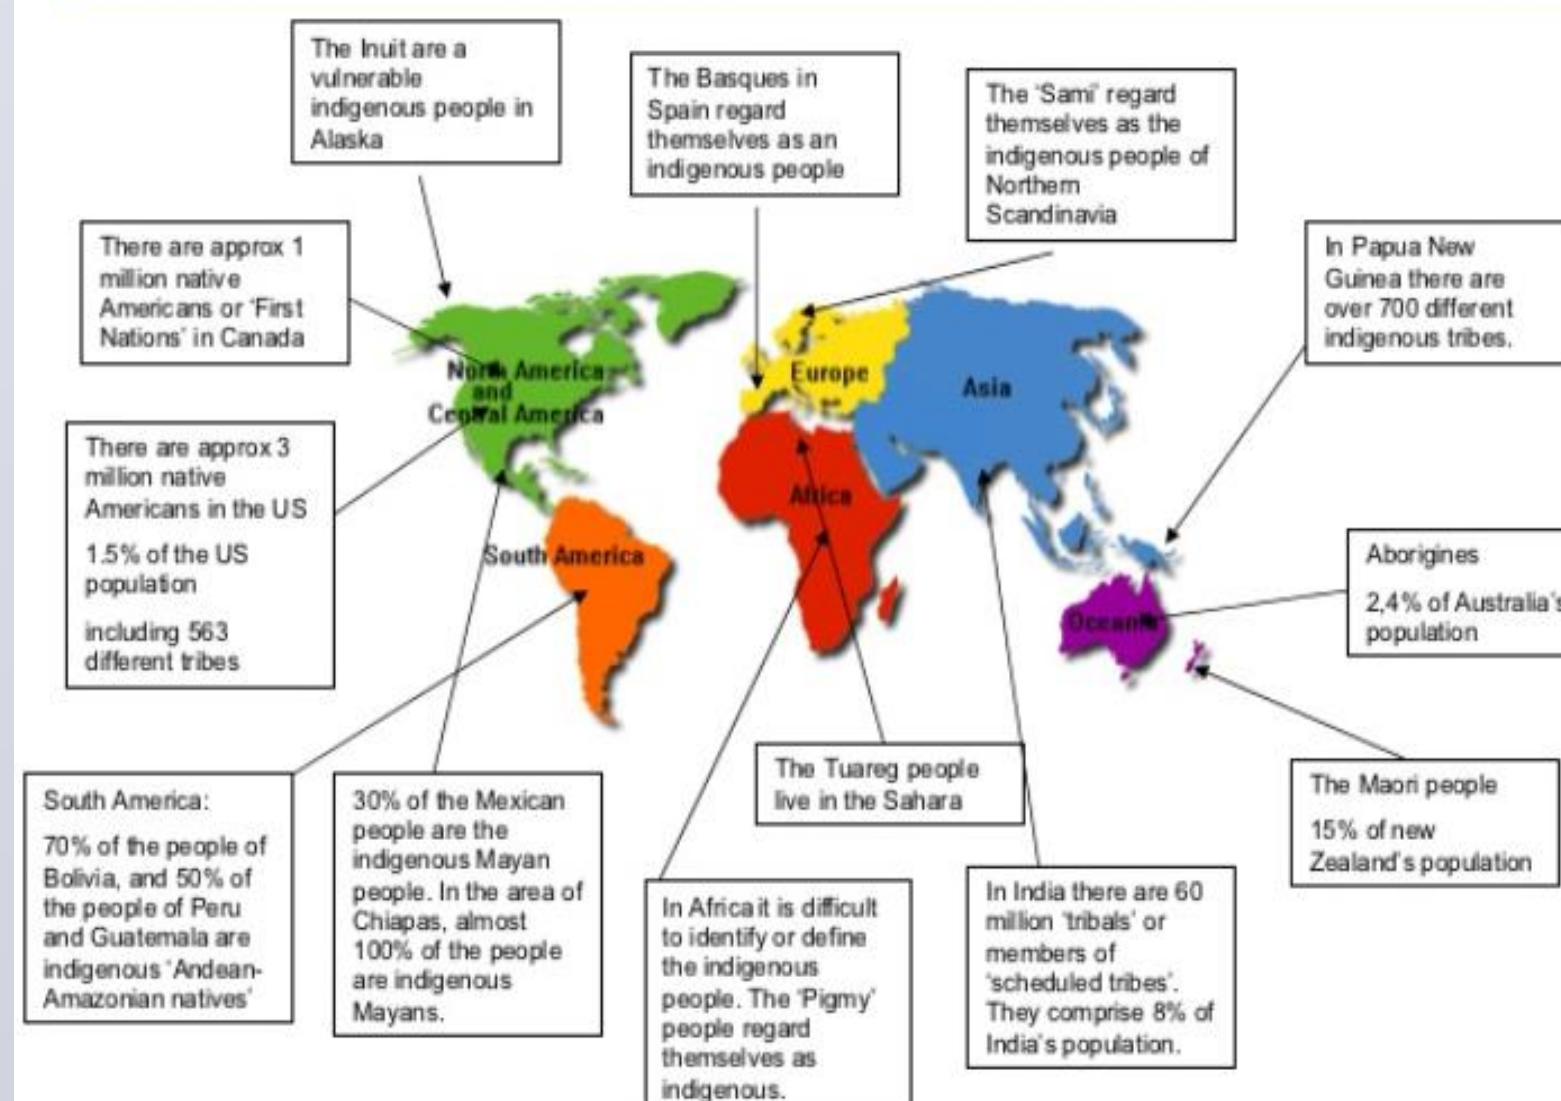 The Inuit are a
vulnerable
indigenous people in
Alaska
The Basques in
Spain regard
themselves as an
indigenous people
The 'Sami' regard
themselves as the
indigenous people of
Northern
Scandinavia
There are approx 1
million native
Americans or 'First
Nations' in Canada
In Papua New
Guinea there are
over 700 different
indigenous tribes.
North America
and
Central America
Europe
Asia
There are approx 3
million native
Americans in the US
1.5% of the US
population
including 563
different tribes
Africa
South America
Oceania
Aborigines
2,4% of Australia's
population
South America:
70% of the people of
Bolivia, and 50% of
the people of Peru
and Guatemala are
indigenous 'Andean-
Amazonian natives'
30% of the Mexican
people are the
indigenous Mayan
people. In the area of
Chiapas, almost
100% of the people
are indigenous
Mayans.
The Tuareg people
live in the Sahara
In Africa it is difficult
to identify or define
the indigenous
people. The 'Pigmy'
people regard
themselves as
indigenous.
In India there are 60
million 'tribals' or
members of
'scheduled tribes'.
They comprise 8% of
India's population.
The Maori people
15% of new
Zealand's population